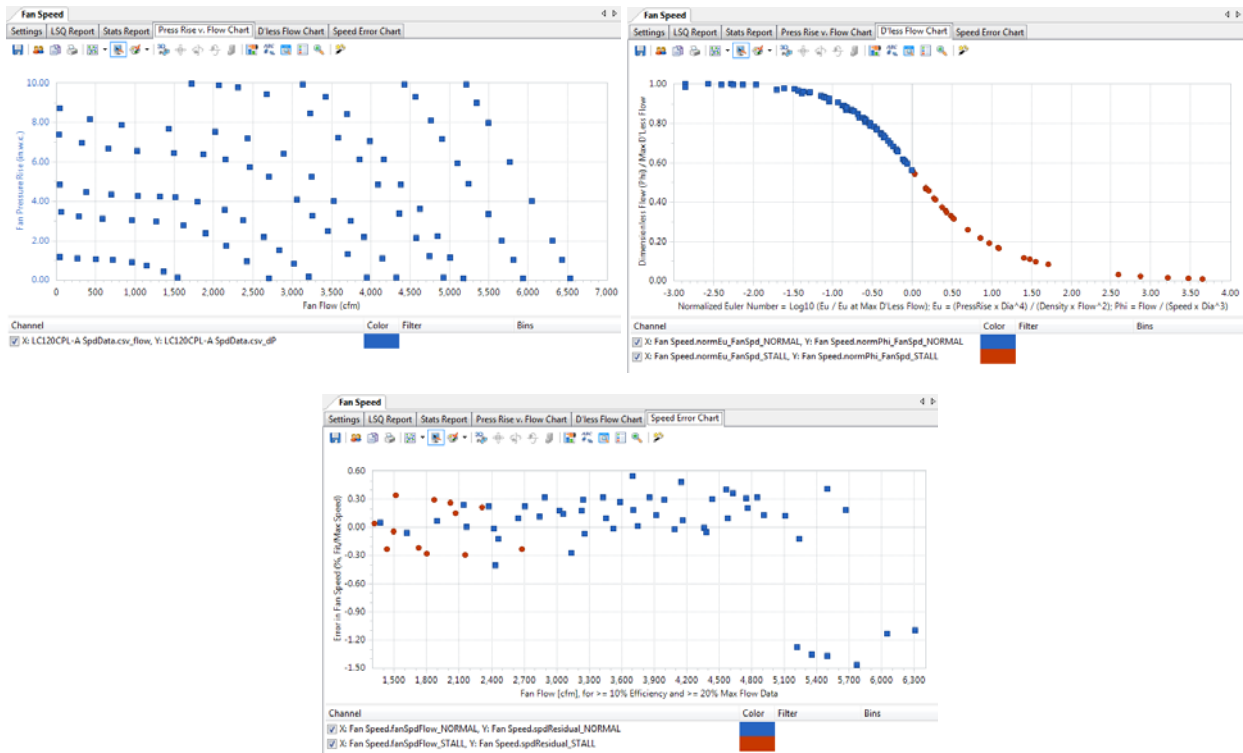 Fan Speed
Settings LSQ Report Stats Report Press Rise v. Flow Chart D'less Flow Chart Speed Error Chart
Fan Pressure Rise (in.w.c.)
10.00
8.00
6.00
4.00
2.00
0.00
0 500 1,000 1,500 2,000 2,500 3,000 3,500 4,000 4,500 5,000 5,500 6,000 6,500 7,000
Fan Flow (cfm)
Channel Color Filter Bins
X: LC120CPL-A SpdData.csv_flow, Y: LC120CPL-A SpdData.csv_dP
Fan Speed
Settings LSQ Report Stats Report Press Rise v. Flow Chart D'less Flow Chart Speed Error Chart
Dimensionless Flow (Phi) / Max D'Less Flow
1.00
0.80
0.60
0.40
0.20
0.00
-3.00 -2.50 -2.00 -1.50 -1.00 -0.50 0.00 0.50 1.00 1.50 2.00 2.50 3.00 3.50 4.00
Normalized Euler Number = Log10 (Eu / Eu at Max D'Less Flow); Eu = (PressRise x Dia^4) / (Density x Flow^2); Phi = Flow / (Speed x Dia^3)
Channel Color Filter Bins
X: Fan Speed.normEu_FanSpd_NORMAL, Y: Fan Speed.normPhi_FanSpd_NORMAL
X: Fan Speed.normEu_FanSpd_STALL, Y: Fan Speed.normPhi_FanSpd_STALL
Fan Speed
Settings LSQ Report Stats Report Press Rise v. Flow Chart D'less Flow Chart Speed Error Chart
Error in Fan Speed (%, Fit/Max Speed)
0.60
0.30
0.00
-0.30
-0.60
-0.90
-1.20
-1.50
1,500 1,800 2,100 2,400 2,700 3,000 3,300 3,600 3,900 4,200 4,500 4,800 5,100 5,400 5,700 6,000 6,300
Fan Flow [cfm], for >= 10% Efficiency and >= 20% Max Flow Data
Channel Color Filter Bins
X: Fan Speed.fanSpdFlow_NORMAL, Y: Fan Speed.spdResidual_NORMAL
X: Fan Speed.fanSpdFlow_STALL, Y: Fan Speed.spdResidual_STALL